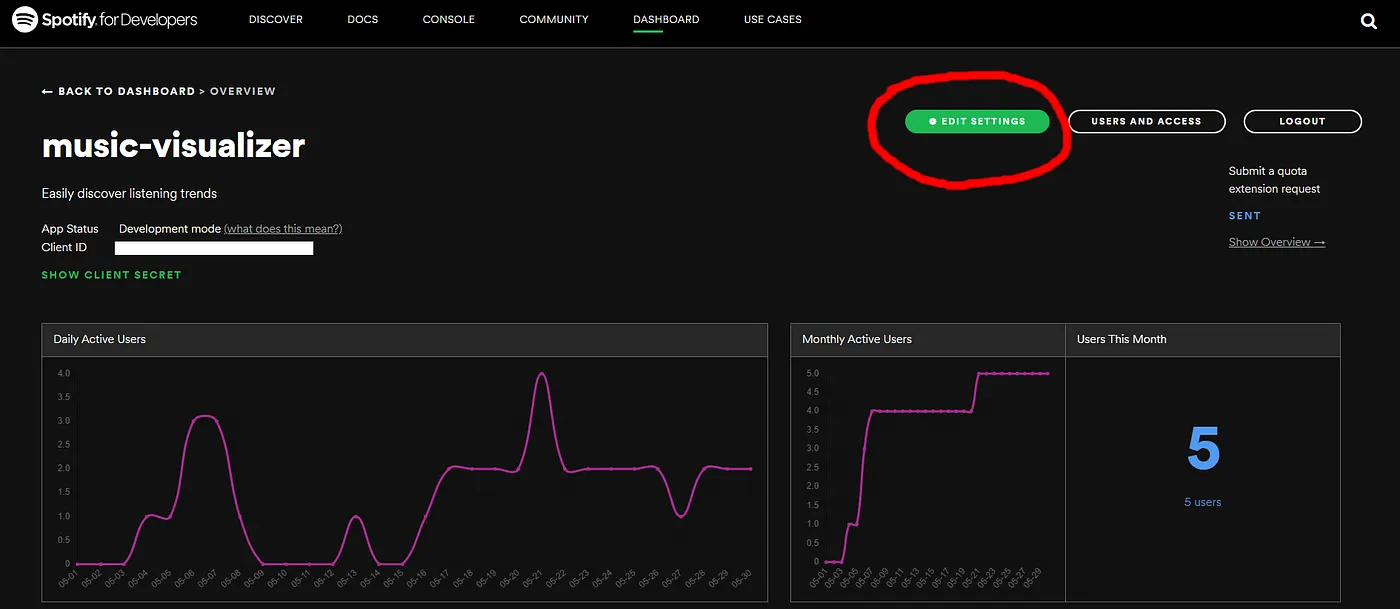 Spotify for Developers
DISCOVER
DOCS
CONSOLE
COMMUNITY
DASHBOARD
USE CASES
← BACK TO DASHBOARD > OVERVIEW
EDIT SETTINGS
USERS AND ACCESS
LOGOUT
music-visualizer
Submit a quota
extension request
Easily discover listening trends
SENT
App Status Development mode (what does this mean?)
Show Overview →
Client ID
SHOW CLIENT SECRET
Daily Active Users
4.0
3.5
3.0
2.5
2.0
1.5
1.0
0.5
0
05-01
05-02
05-03
05-04
05-05
05-06
05-07
05-08
05-09
05-10
05-11
05-12
05-13
05-14
05-15
05-16
05-17
05-18
05-19
05-20
05-21
05-22
05-23
05-24
05-25
05-26
05-27
05-28
05-29
05-30
Monthly Active Users
5.0
4.5
4.0
3.5
3.0
2.5
2.0
1.5
1.0
0.5
0
05-01
05-03
05-05
05-07
05-09
05-11
05-13
05-15
05-17
05-19
05-21
05-23
05-25
05-27
05-29
Users This Month
5
5 users